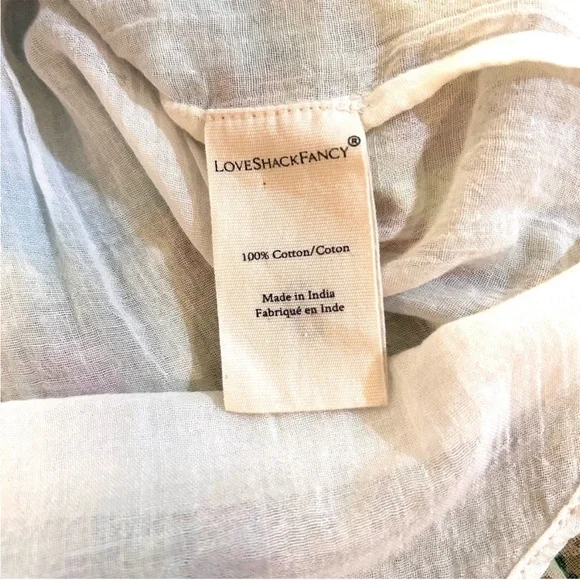 LOVESHACKFANCY®
100% Cotton/Coton
Made in India
Fabriqué en Inde